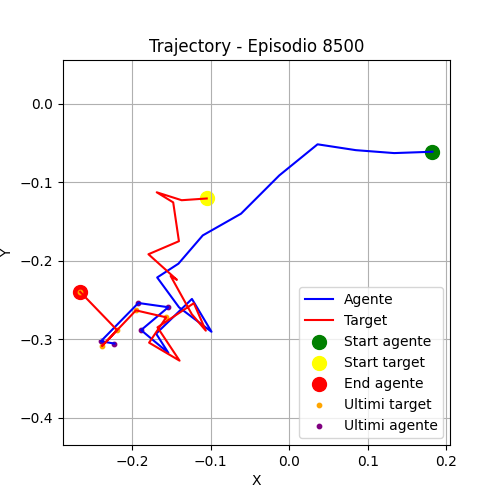 Trajectory - Episodio 8500
0.0
−0.1
−0.2
−0.3
−0.4
Y
−0.2
−0.1
0.0
0.1
0.2
X
Agente
Target
Start agente
Start target
End agente
Ultimi target
Ultimi agente